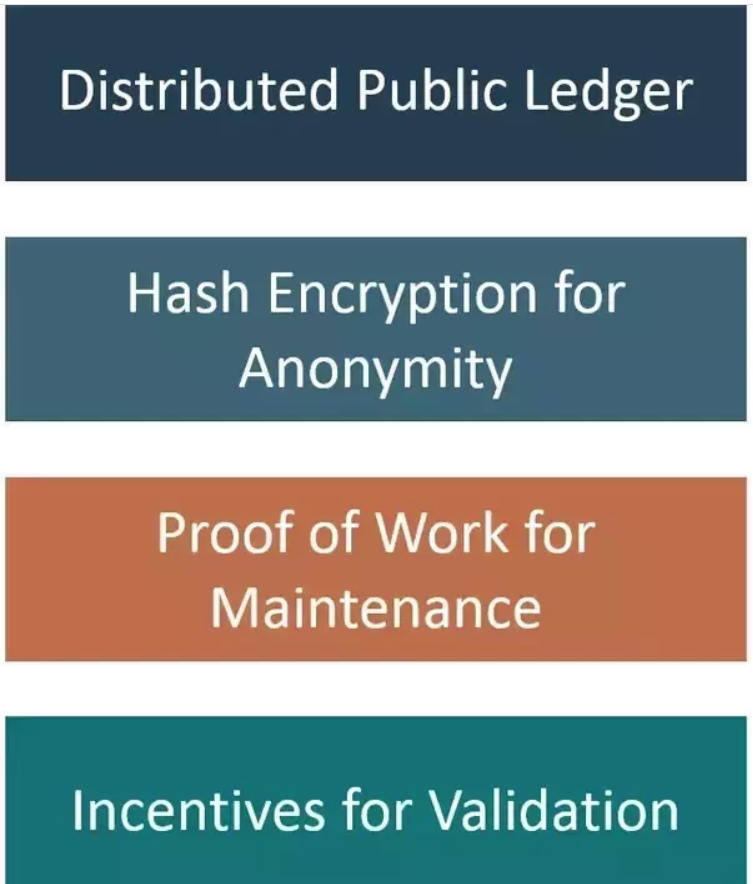 Distributed Public Ledger
Hash Encryption for
Anonymity
Proof of Work for
Maintenance
Incentives for Validation